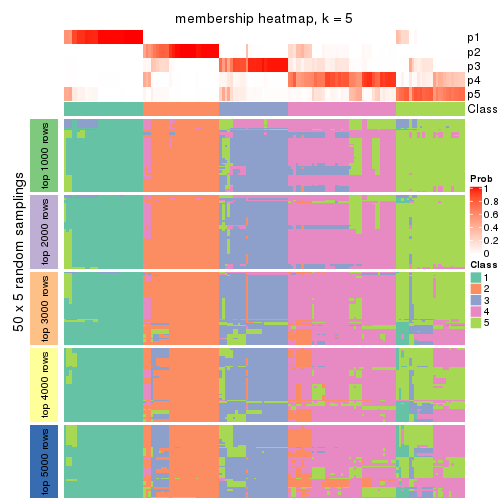 membership heatmap, k = 5
p1
p2
p3
p4
p5
Class
50 x 5 random samplings
top 1000 rows
top 2000 rows
top 3000 rows
top 4000 rows
top 5000 rows
Prob
1
0.8
0.6
0.4
0.2
0
Class
1
2
3
4
5